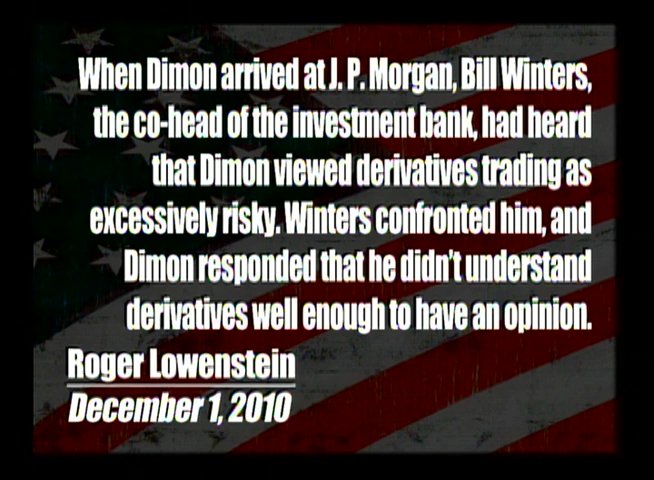 When Dimon arrived at J. P. Morgan, Bill Winters,
the co-head of the investment bank, had heard
that Dimon viewed derivatives trading as
excessively risky. Winters confronted him, and
Dimon responded that he didn't understand
derivatives well enough to have an opinion.
Roger Lowenstein
December 1, 2010